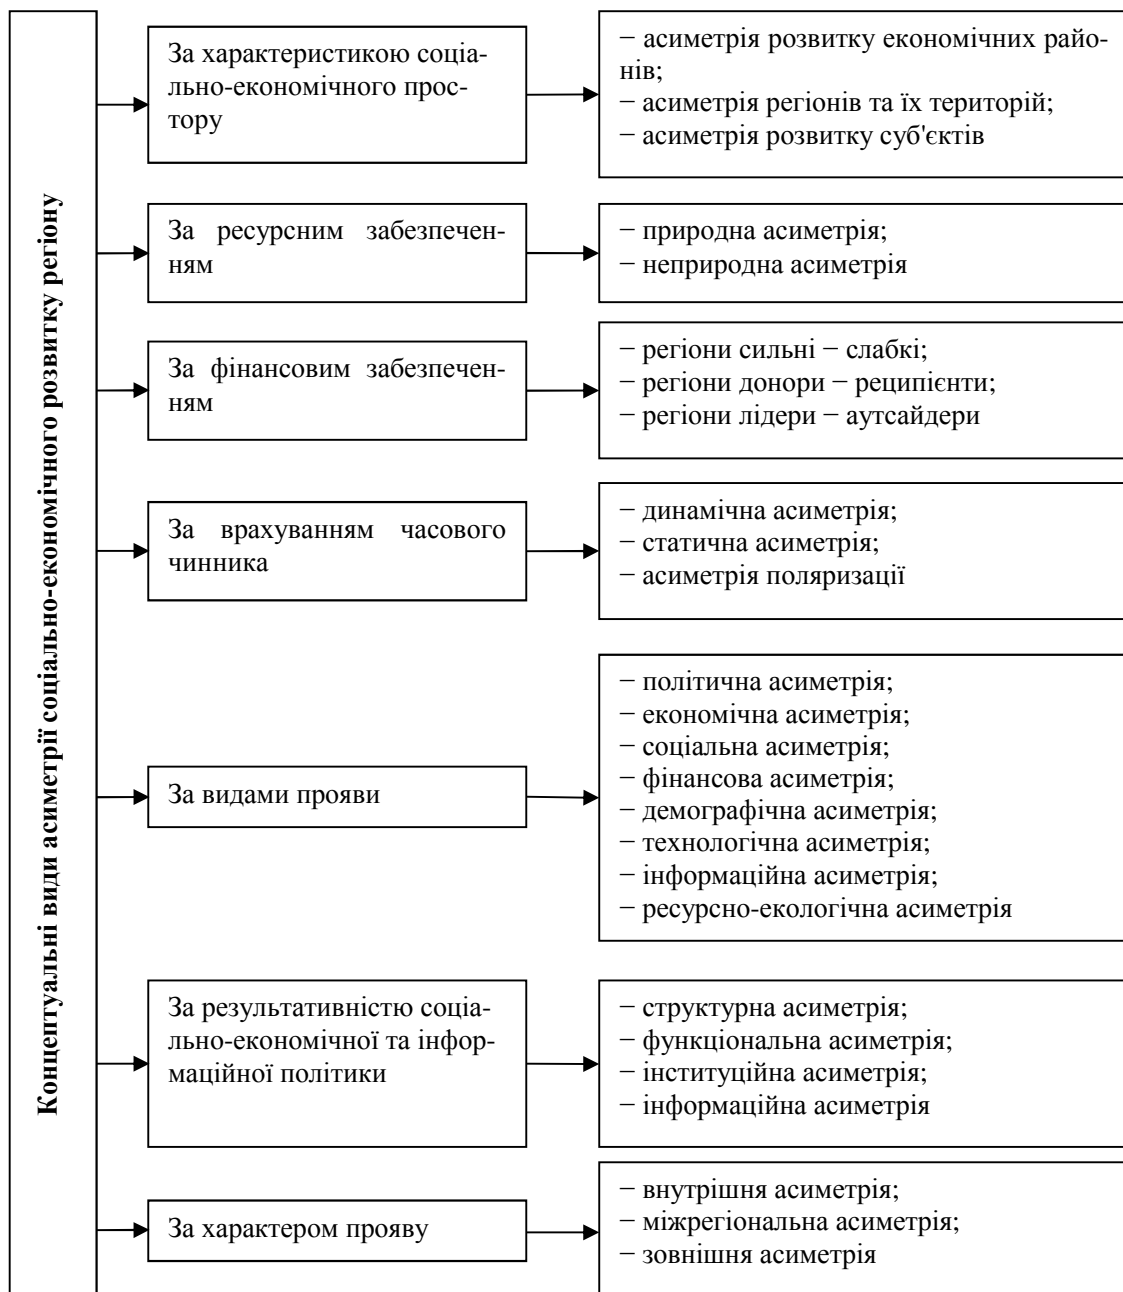 Концептуальні види асиметрії соціально-економічного розвитку регіону
За характеристикою соціа-
льно-економічного прос-
тору
− асиметрія розвитку економічних райо-
нів;
− асиметрія регіонів та їх територій;
− асиметрія розвитку суб'єктів
За ресурсним забезпечен-
ням
− природна асиметрія;
− неприродна асиметрія
За фінансовим забезпечен-
ням
− регіони сильні − слабкі;
− регіони донори − реципієнти;
− регіони лідери − аутсайдери
За врахуванням часового
чинника
− динамічна асиметрія;
− статична асиметрія;
− асиметрія поляризації
За видами прояви
− політична асиметрія;
− економічна асиметрія;
− соціальна асиметрія;
− фінансова асиметрія;
− демографічна асиметрія;
− технологічна асиметрія;
− інформаційна асиметрія;
− ресурсно-екологічна асиметрія
За результативністю соціа-
льно-економічної та інфор-
маційної політики
− структурна асиметрія;
− функціональна асиметрія;
− інституційна асиметрія;
− інформаційна асиметрія
За характером прояву
− внутрішня асиметрія;
− міжрегіональна асиметрія;
− зовнішня асиметрія